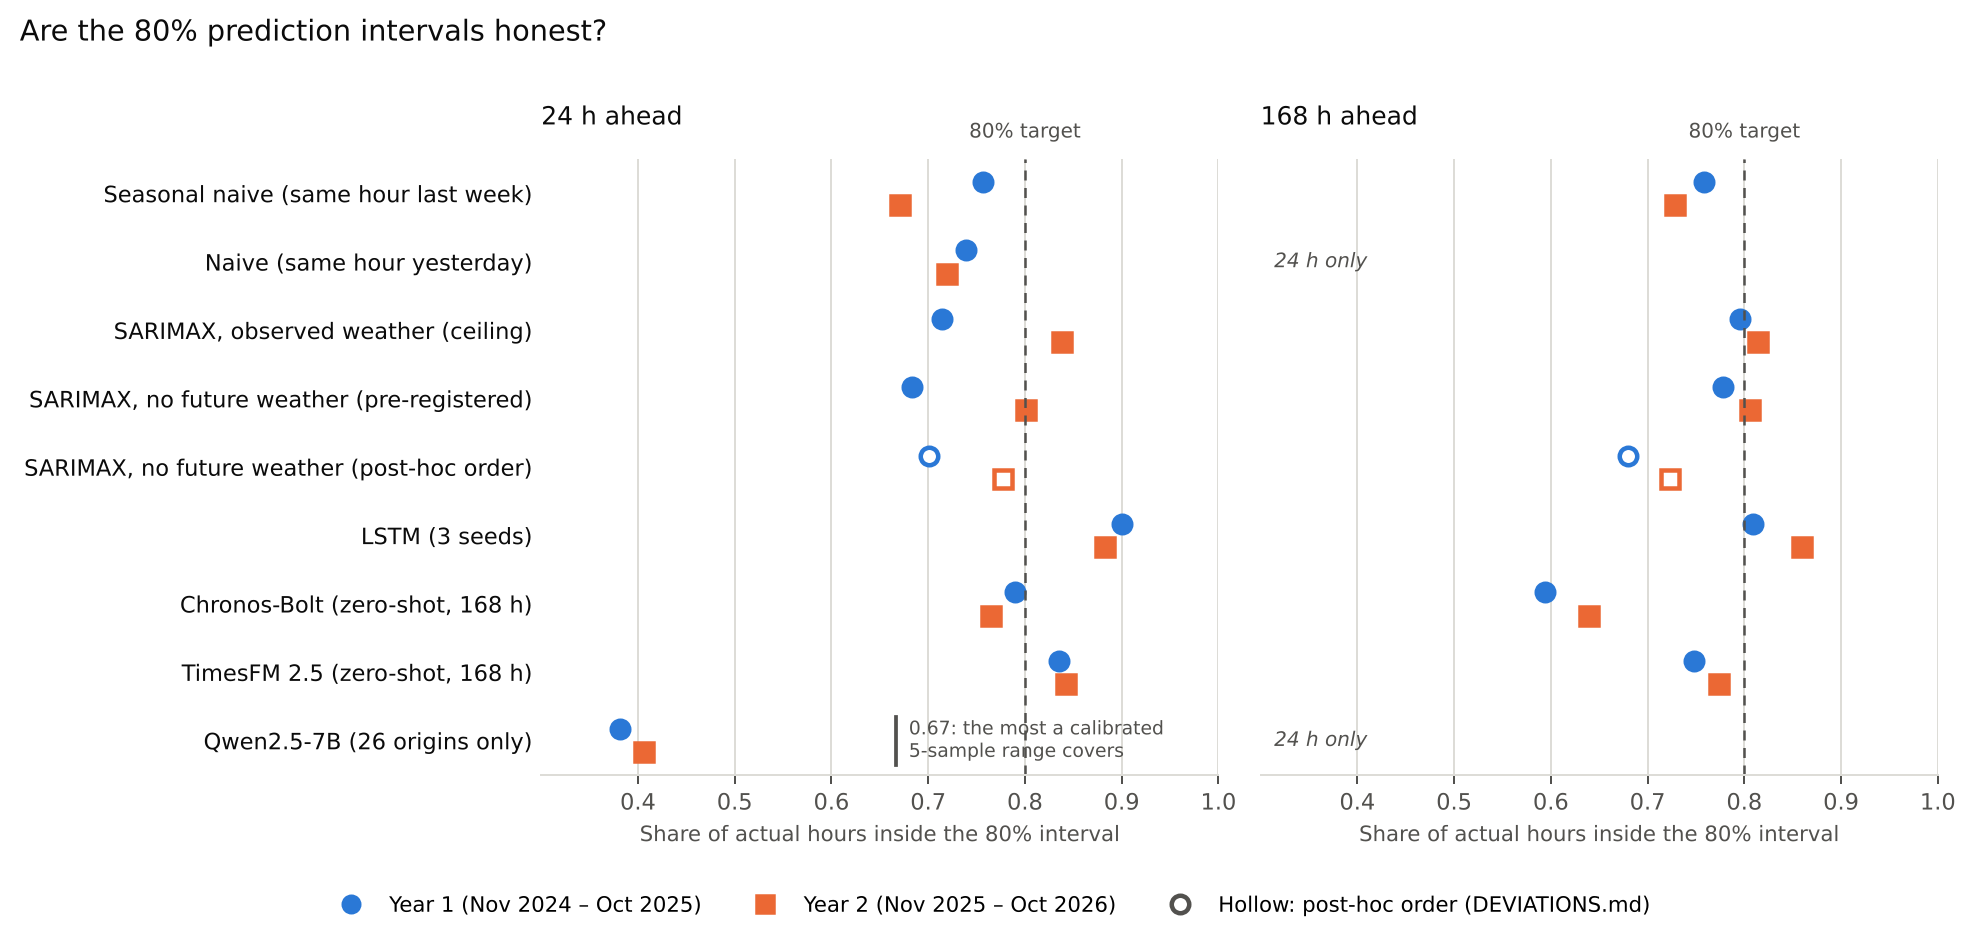 Are the 80% prediction intervals honest?
24 h ahead
168 h ahead
80% target
80% target
Seasonal naive (same hour last week)
Naive (same hour yesterday)
24 h only
SARIMAX, observed weather (ceiling)
SARIMAX, no future weather (pre-registered)
SARIMAX, no future weather (post-hoc order)
LSTM (3 seeds)
Chronos-Bolt (zero-shot, 168 h)
TimesFM 2.5 (zero-shot, 168 h)
Qwen2.5-7B (26 origins only)
0.67: the most a calibrated
5-sample range covers
24 h only
0.4 0.5 0.6 0.7 0.8 0.9 1.0
0.4 0.5 0.6 0.7 0.8 0.9 1.0
Share of actual hours inside the 80% interval
Share of actual hours inside the 80% interval
Year 1 (Nov 2024 – Oct 2025)
Year 2 (Nov 2025 – Oct 2026)
Hollow: post-hoc order (DEVIATIONS.md)